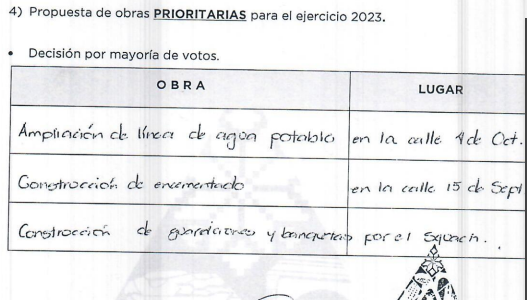 4) Propuesta de obras PRIORITARIAS para el ejercicio 2023.
• Decisión por mayoría de votos.
OBRA LUGAR
Ampliación de línea de agua potable en la calle 4 de Oct.
Construcción de encementado en la calle 15 de Sept
Construcción de guardiciones y banquetas por el